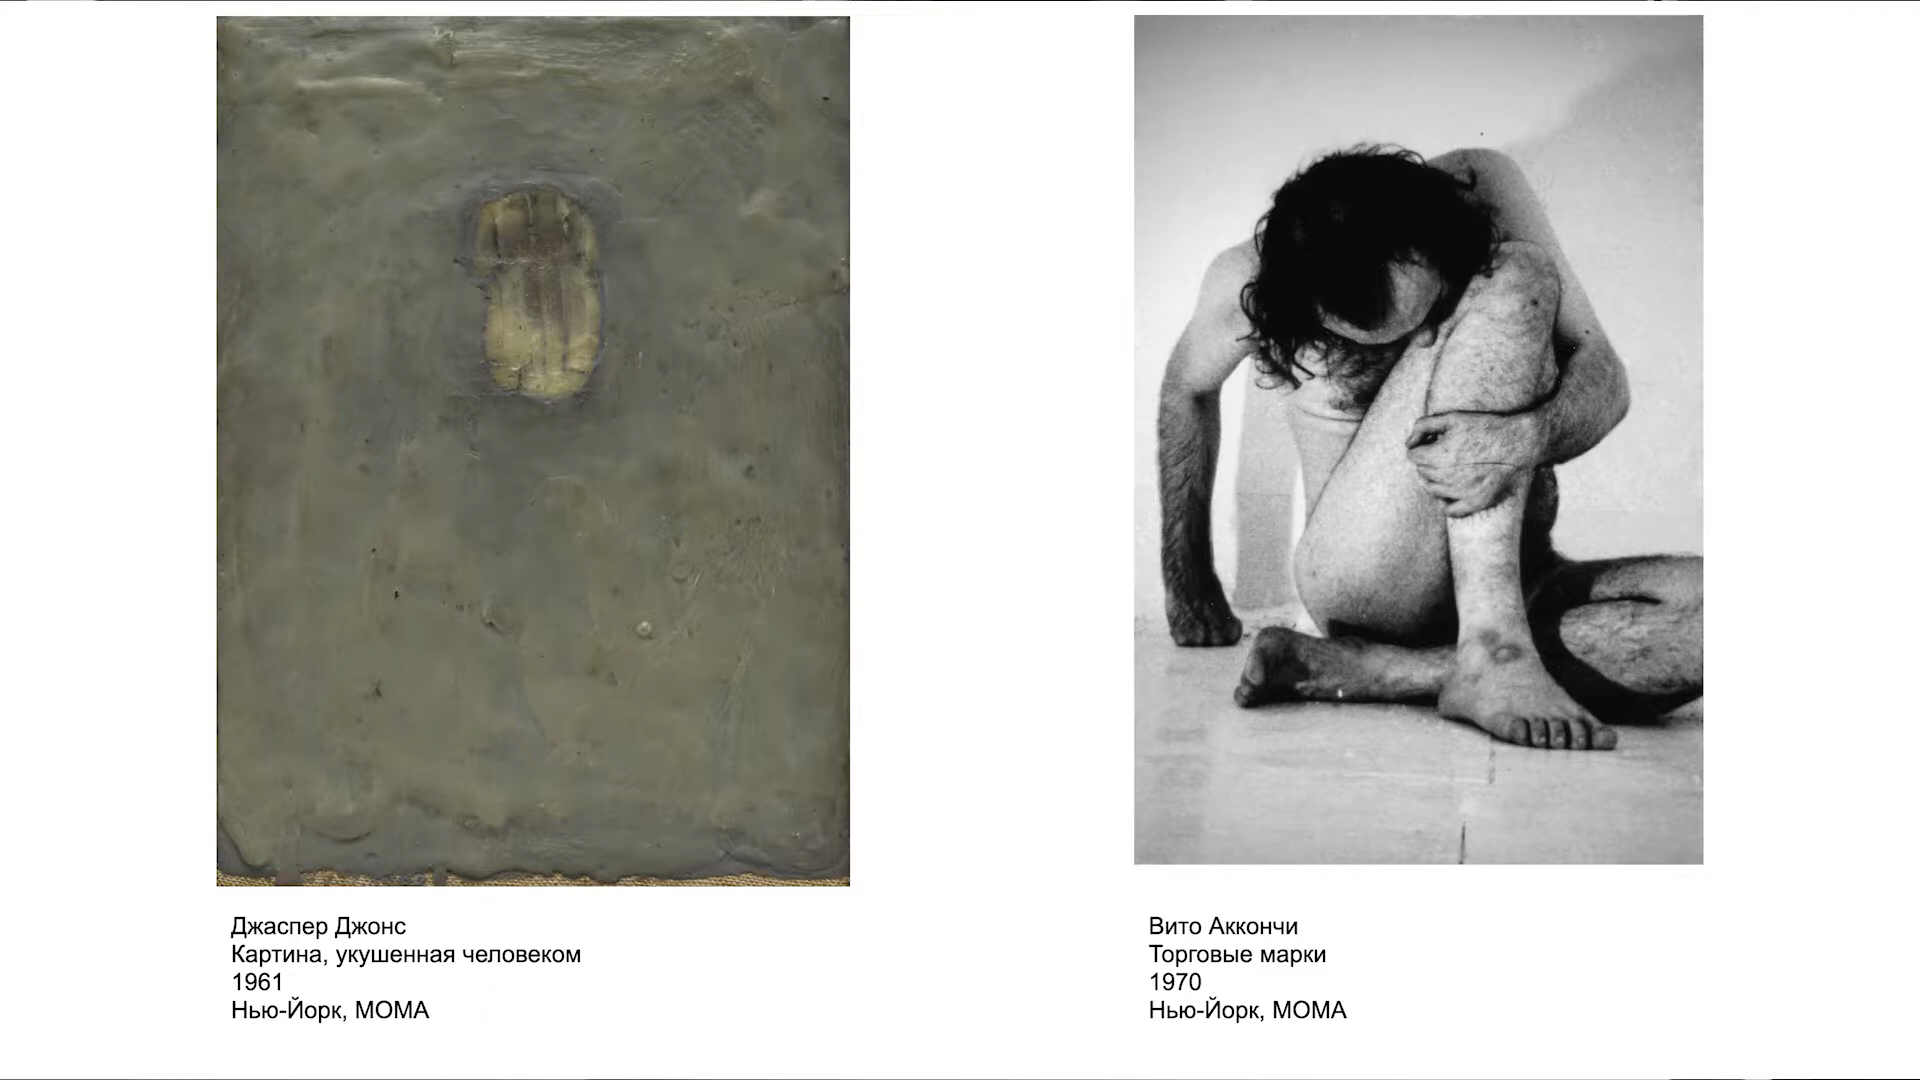 Джаспер Джонс
Картина, укушенная человеком
1961
Нью-Йорк, МОМА
Вито Аккончи
Торговые марки
1970
Нью-Йорк, МОМА